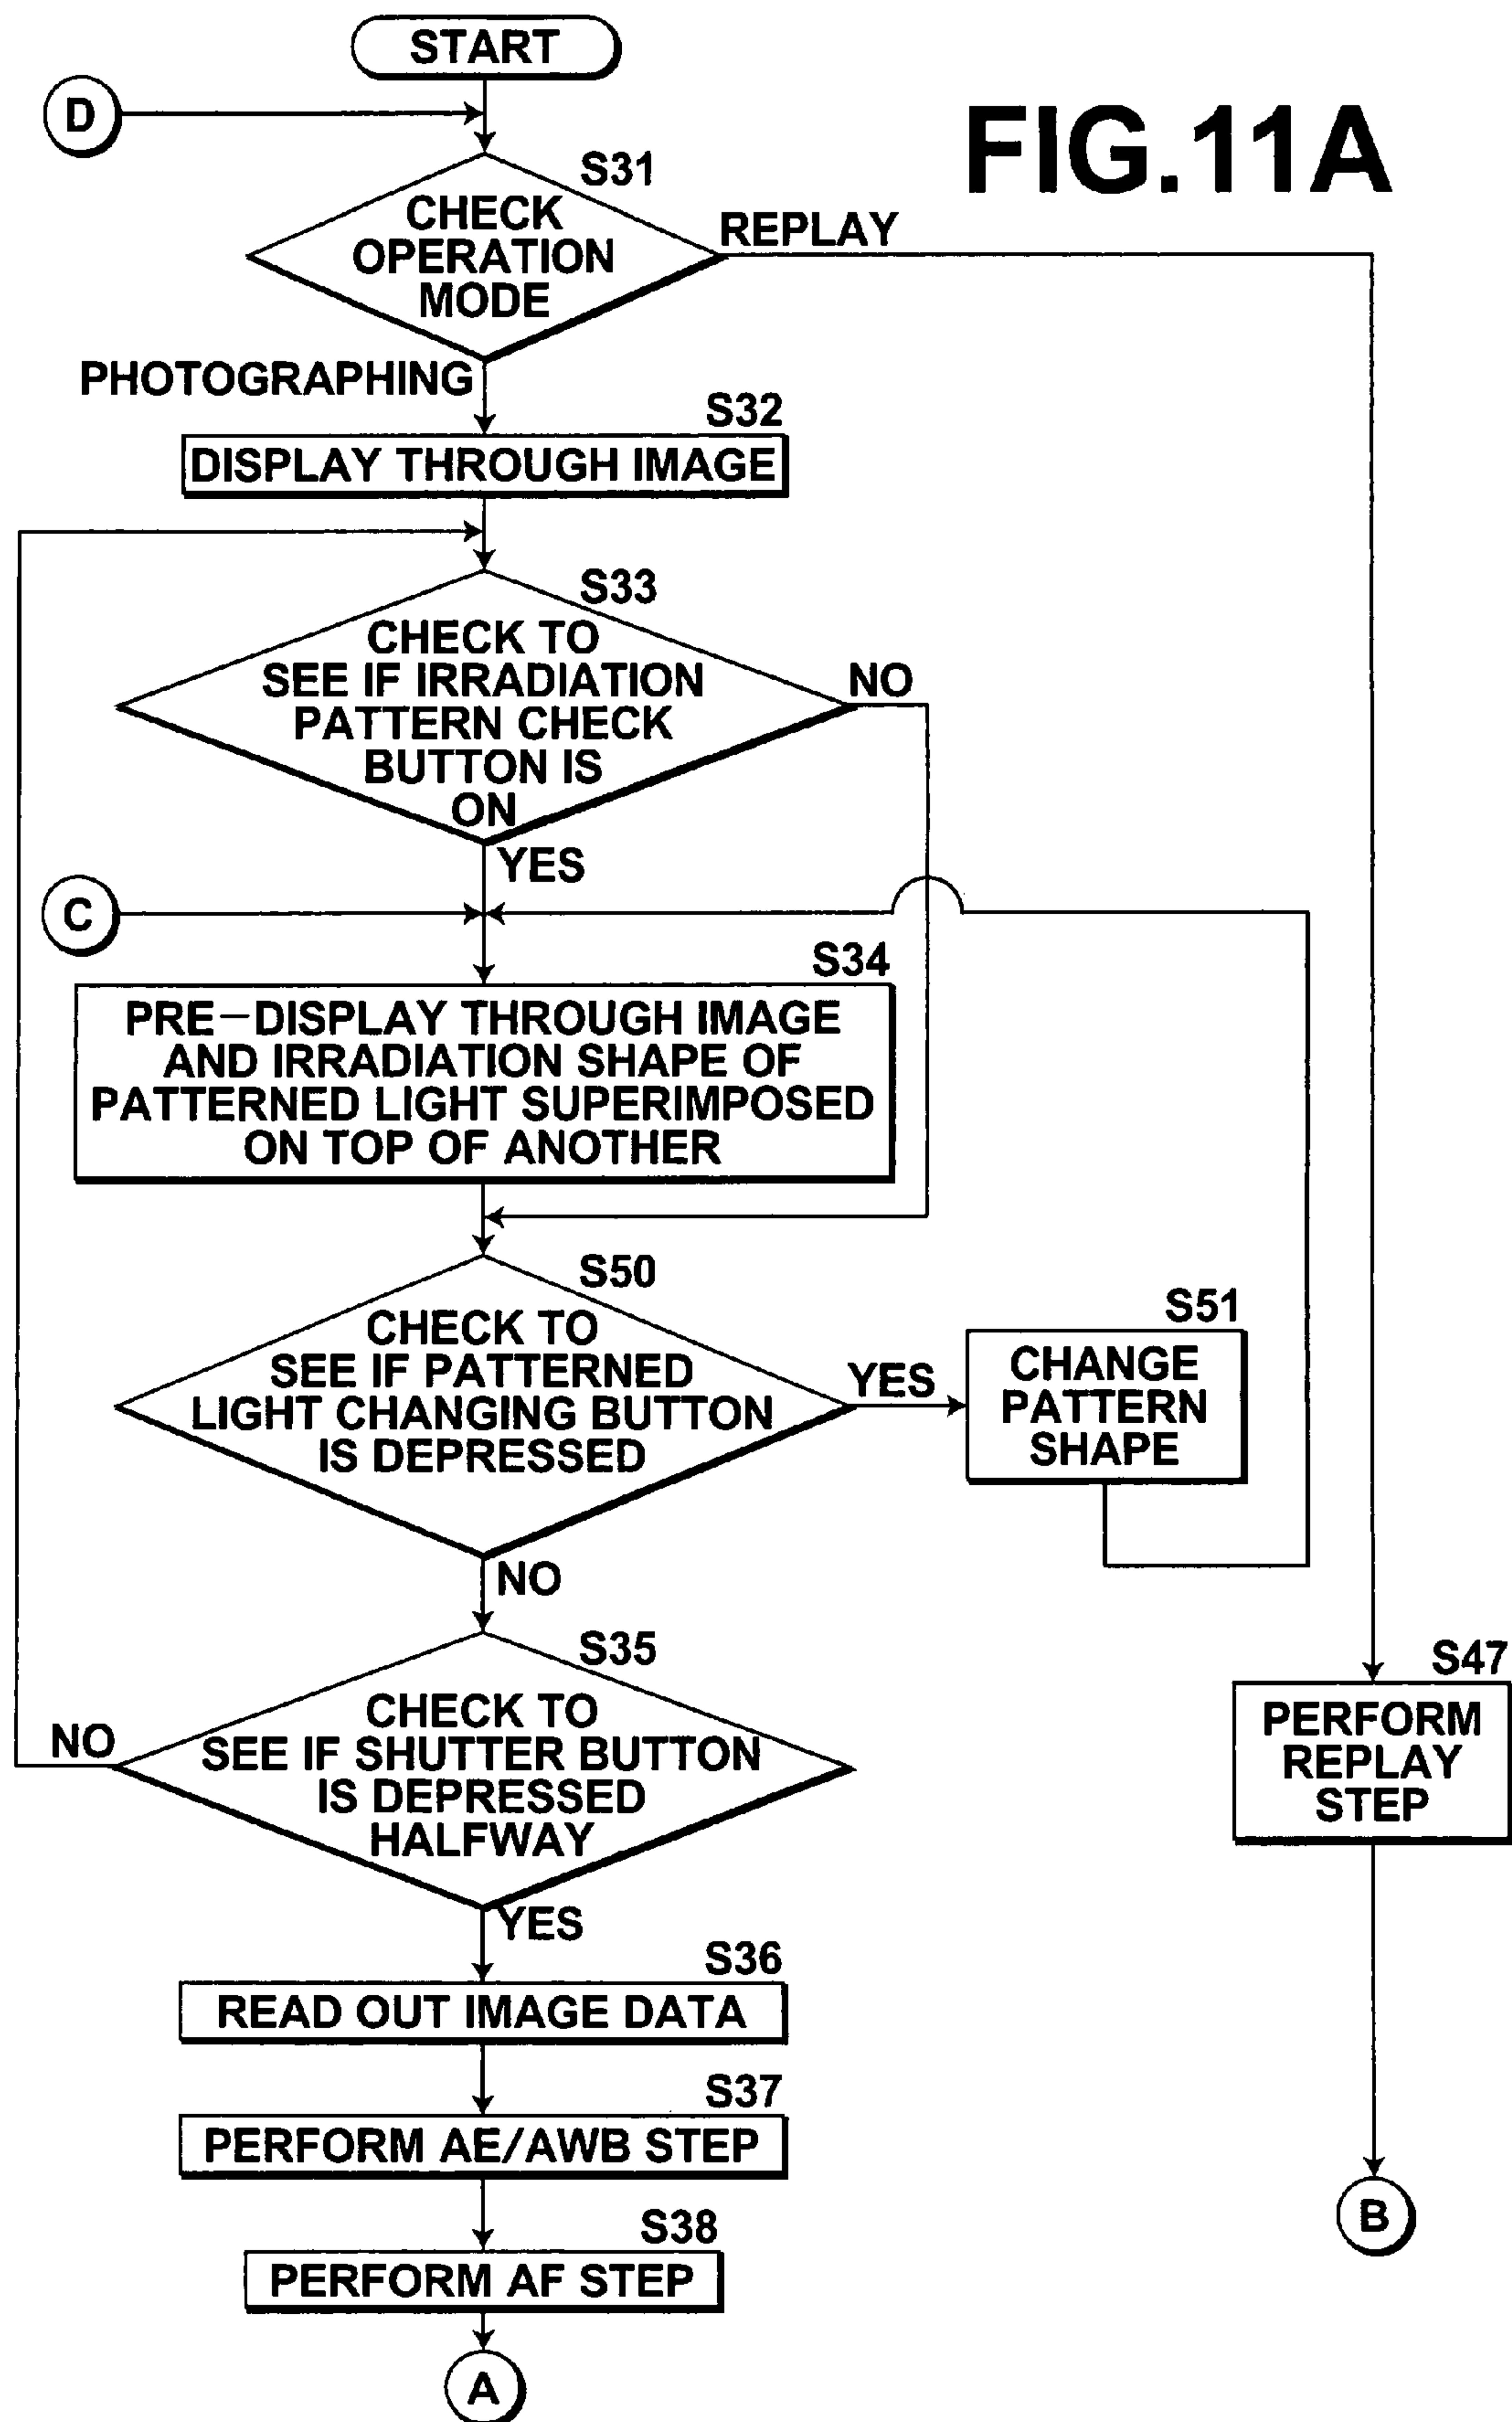 START
D
FIG.11A
S31
CHECK
OPERATION
MODE
REPLAY
PHOTOGRAPHING
S32
DISPLAY THROUGH IMAGE
S33
CHECK TO
SEE IF IRRADIATION
PATTERN CHECK
BUTTON IS
ON
NO
YES
C
S34
PRE-DISPLAY THROUGH IMAGE
AND IRRADIATION SHAPE OF
PATTERNED LIGHT SUPERIMPOSED
ON TOP OF ANOTHER
S50
CHECK TO
SEE IF PATTERNED
LIGHT CHANGING BUTTON
IS DEPRESSED
YES
S51
CHANGE
PATTERN
SHAPE
NO
S35
CHECK TO
SEE IF SHUTTER BUTTON
IS DEPRESSED
HALFWAY
NO
YES
S47
PERFORM
REPLAY
STEP
S36
READ OUT IMAGE DATA
S37
PERFORM AE/AWB STEP
S38
PERFORM AF STEP
B
A